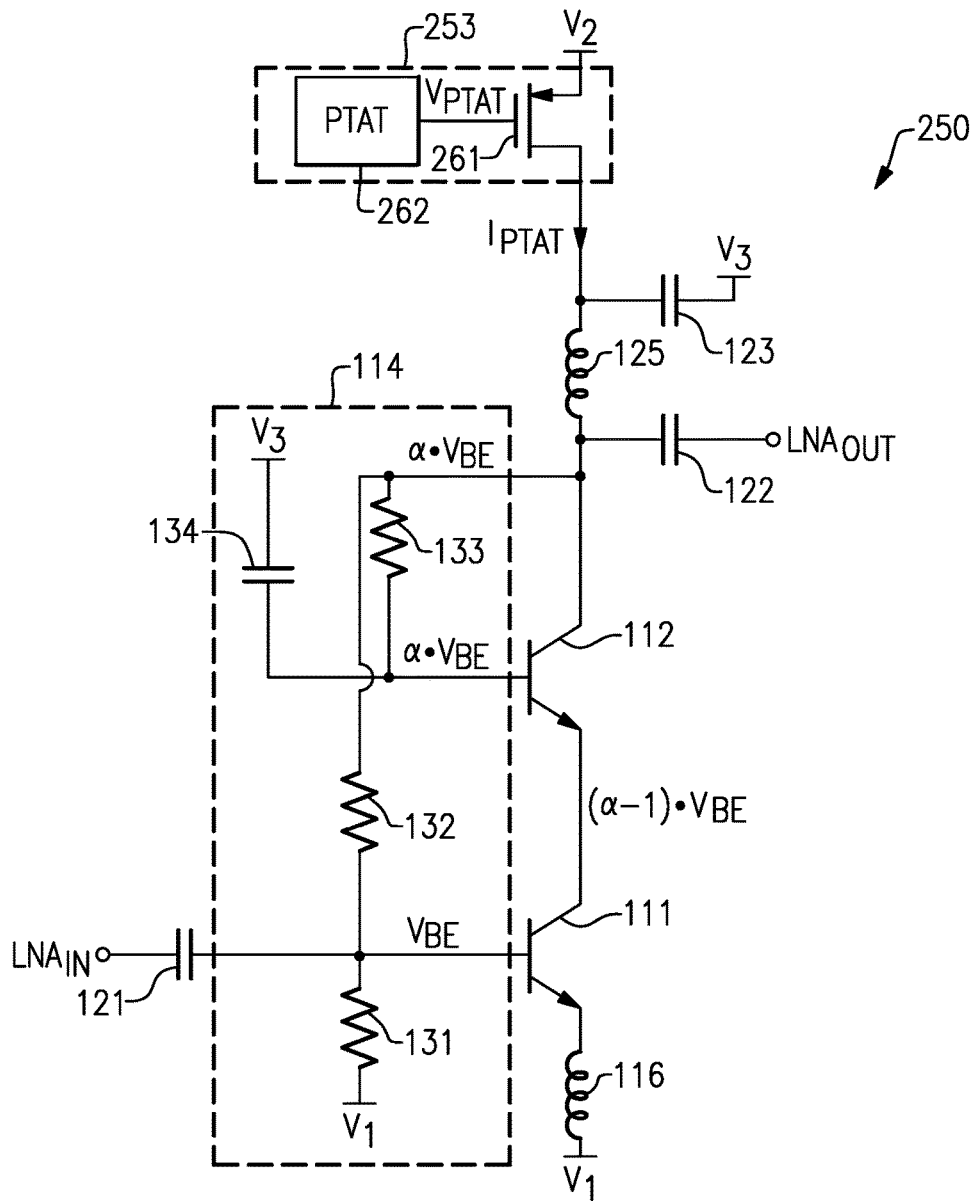 253
V2
PTAT
VPTAT
261
262
250
IPTAT
V3
123
125
114
V3
α•VBE
LNAOUT
122
134
133
α•VBE
112
132
(α−1)•VBE
VBE
111
LNAIN
121
131
116
V1
V1